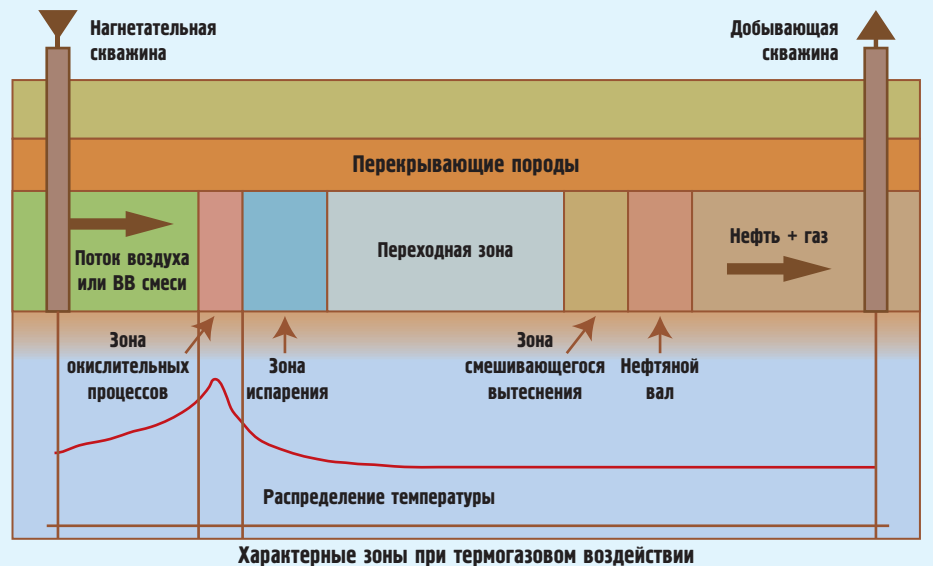 Нагнетательная
скважина
Добывающая
скважина
Перекрывающие породы
Поток воздуха
или ВВ смеси
Переходная зона
Нефть + газ
Зона
окислительных
процессов
Зона
испарения
Зона
смешивающегося
вытеснения
Нефтяной
вал
Распределение температуры
Характерные зоны при термогазовом воздействии